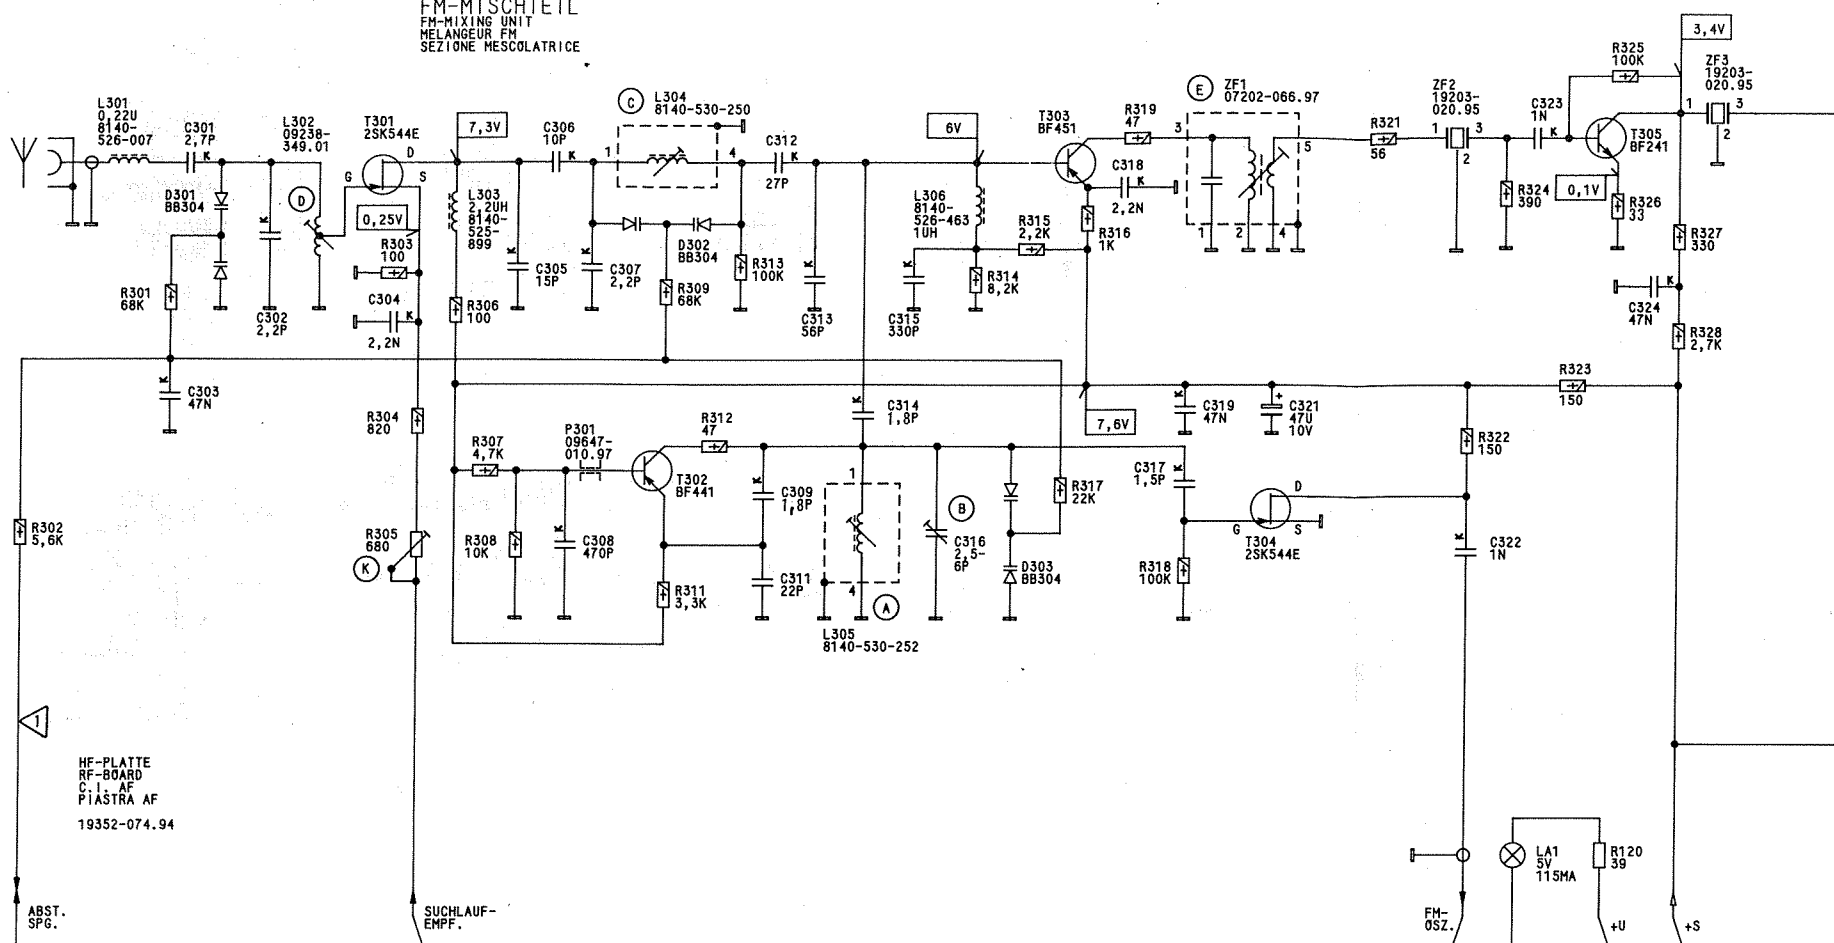 FM-MISCHTEIL
FM-MIXING UNIT
MELANGEUR FM
SEZIONE MESCOLATRICE
L301
0,22U
8140-
526-007
C301
2,7P
K
D301
BB304
L302
09238-
349.01
D
K
C302
2,2P
R301
68K
C303
47N
K
T301
2SK544E
D
G
S
0,25V
R303
100
C304
K
2,2N
7,3V
L303
2,2UH
8140-
525-
899
R306
100
C306
10P
K
K
C305
15P
K
C307
2,2P
C
L304
8140-530-250
1
4
D302
BB304
R309
68K
R313
100K
C312
K
27P
K
C313
56P
6V
L306
8140-
526-463
1UH
K
C315
330P
R314
8,2K
R315
2,2K
T303
BF451
R319
47
C318
K
2,2N
R316
1K
E
ZF1
07202-066.97
3
5
1
2
4
R321
56
ZF2
19203-
020.95
1
3
2
C323
1N
K
R324
390
R325
100K
T305
BF241
0,1V
R326
33
3,4V
ZF3
19203-
020.95
1
3
2
R327
330
K
C324
47N
R328
2,7K
R323
150
7,6V
K
C319
47N
+
C321
47U
10V
R322
150
R304
820
R305
680
K
R302
5,6K
R307
4,7K
P301
09647-
010.97
R308
10K
K
C308
470P
T302
BF441
R312
47
K
C309
1,8P
C311
22P
R311
3,3K
K
C314
1,8P
1
4
A
L305
8140-530-252
B
C316
2,5-
6P
D303
BB304
R317
22K
C317
1,5P
K
R318
100K
T304
2SK544E
D
G
S
K
C322
1N
1
HF-PLATTE
RF-BOARD
C.I. AF
PIASTRA AF
19352-074.94
ABST.
SPG.
SUCHLAUF-
EMPF.
FM-
OSZ.
LA1
5V
115MA
R120
39
+U
+S